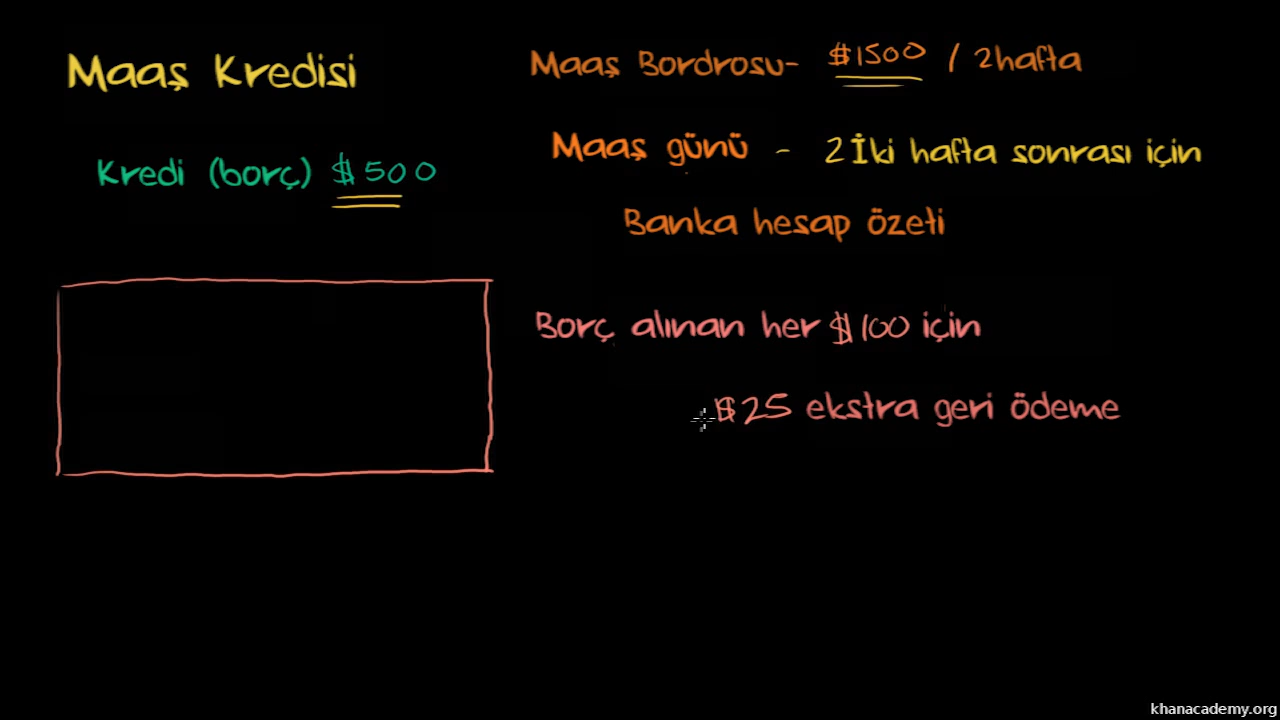 Maaş Kredisi
Kredi (borç) $500
Maaş Bordrosu- $1500 / 2hafta
Maaş günü - 2İki hafta sonrası için
Banka hesap özeti
Borç alınan her $100 için
$25 ekstra geri ödeme
khanacademy.org